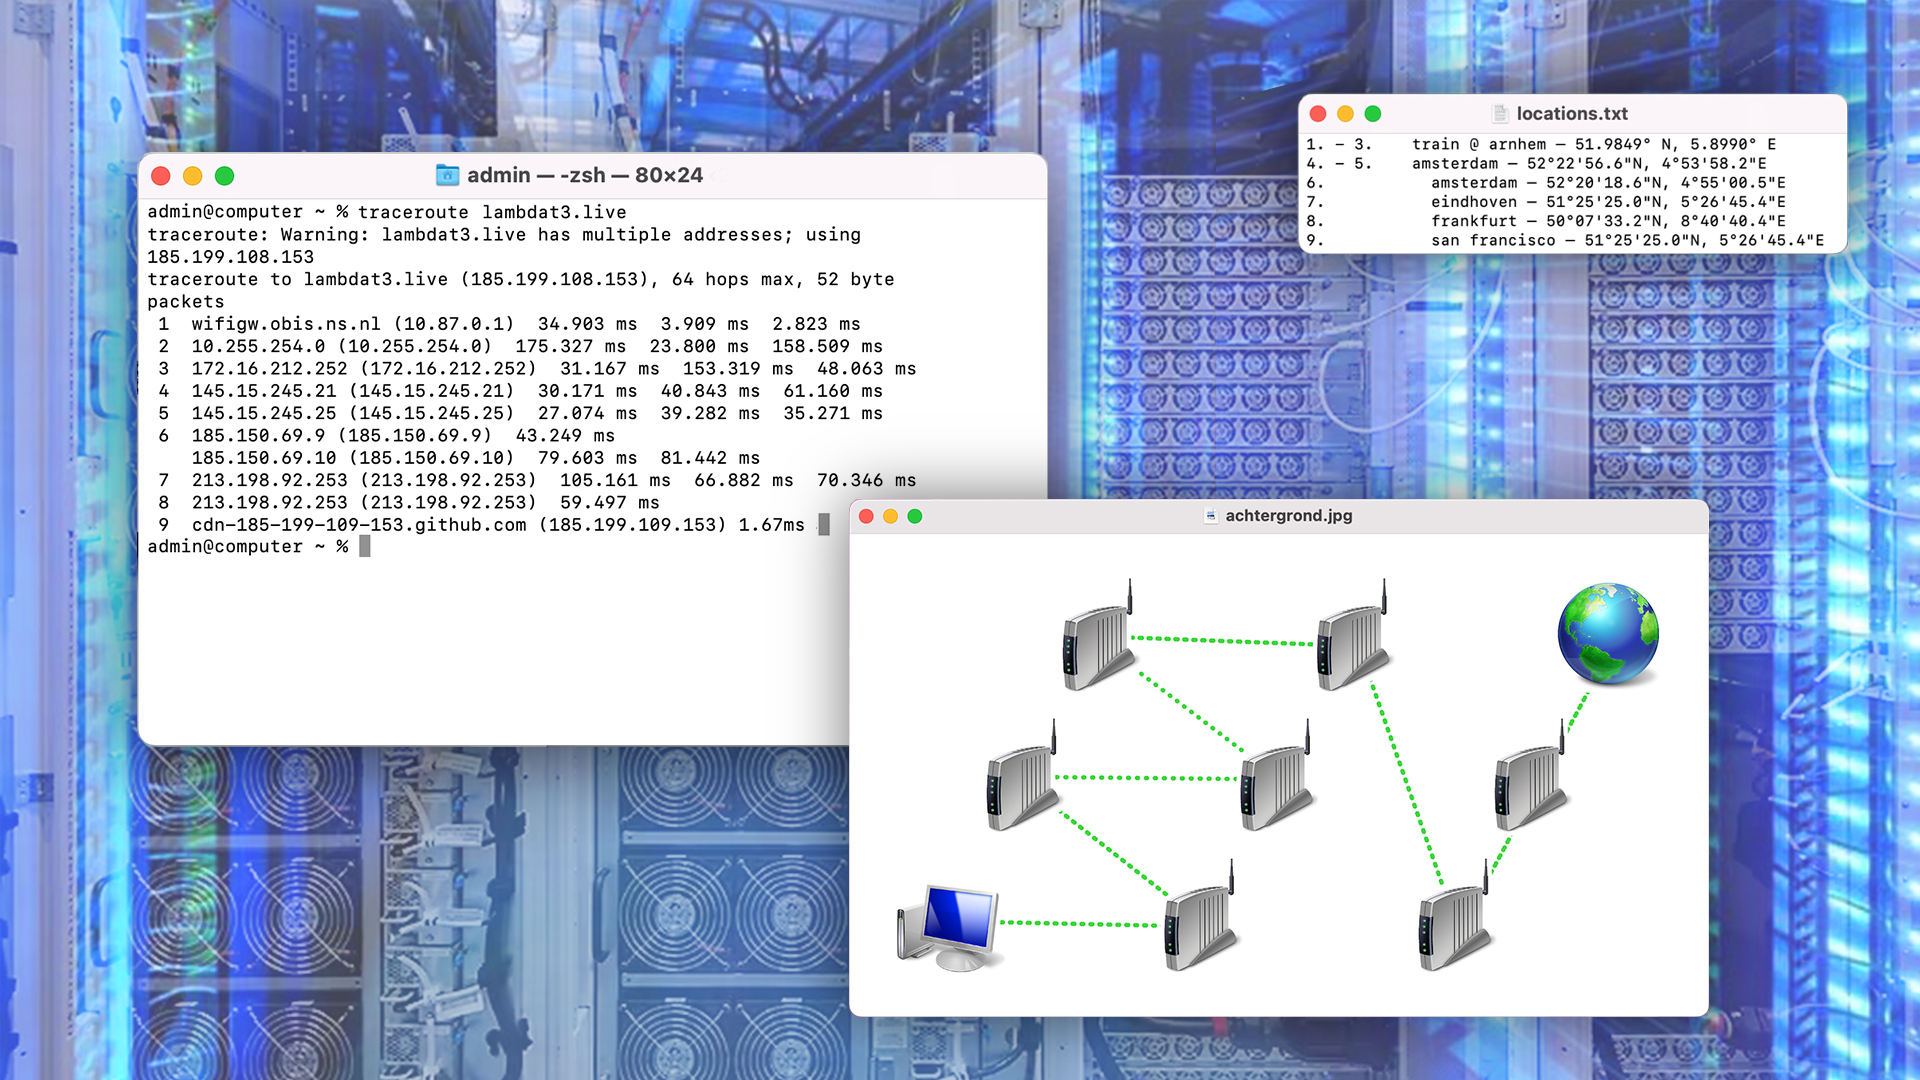 admin — -zsh — 80×24
admin@computer ~ % traceroute lambdat3.live
traceroute: Warning: lambdat3.live has multiple addresses; using
185.199.108.153
traceroute to lambdat3.live (185.199.108.153), 64 hops max, 52 byte
packets
1 wifigw.obis.ns.nl (10.87.0.1) 34.903 ms 3.909 ms 2.823 ms
2 10.255.254.0 (10.255.254.0) 175.327 ms 23.800 ms 158.509 ms
3 172.16.212.252 (172.16.212.252) 31.167 ms 153.319 ms 48.063 ms
4 145.15.245.21 (145.15.245.21) 30.171 ms 40.843 ms 61.160 ms
5 145.15.245.25 (145.15.245.25) 27.074 ms 39.282 ms 35.271 ms
6 185.150.69.9 (185.150.69.9) 43.249 ms
185.150.69.10 (185.150.69.10) 79.603 ms 81.442 ms
7 213.198.92.253 (213.198.92.253) 105.161 ms 66.882 ms 70.346 ms
8 213.198.92.253 (213.198.92.253) 59.497 ms
9 cdn-185-199-109-153.github.com (185.199.109.153) 1.67ms
admin@computer ~ %
locations.txt
1. – 3. train @ arnhem – 51.9849° N, 5.8990° E
4. – 5. amsterdam – 52°22'56.6"N, 4°53'58.2"E
6. amsterdam – 52°20'18.6"N, 4°55'00.5"E
7. eindhoven – 51°25'25.0"N, 5°26'45.4"E
8. frankfurt – 50°07'33.2"N, 8°40'40.4"E
9. san francisco – 51°25'25.0"N, 5°26'45.4"E
achtergrond.jpg